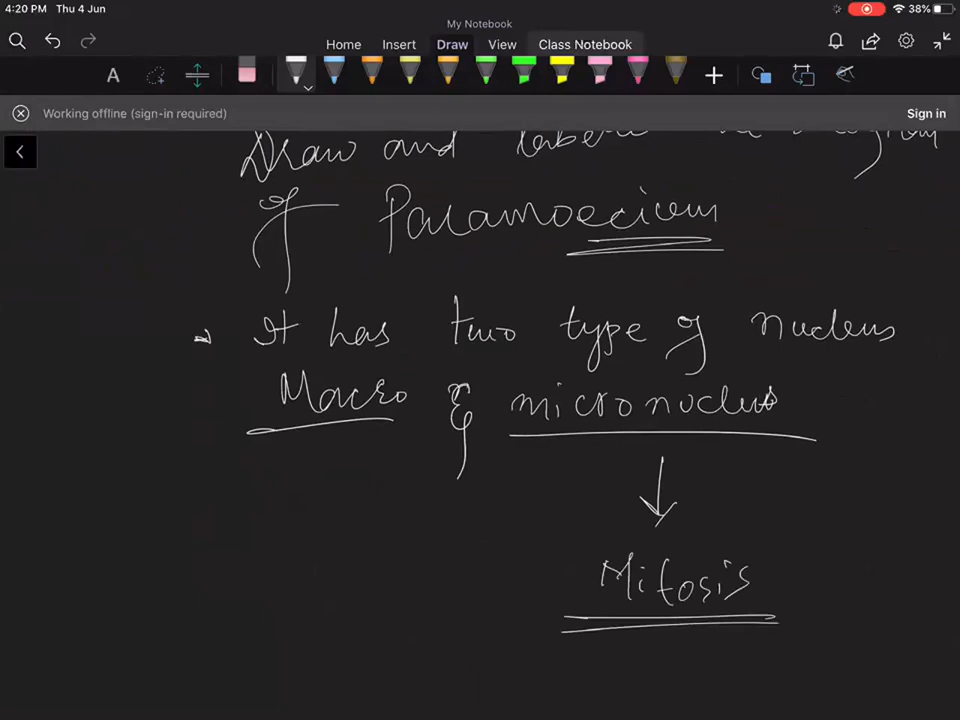 4:20 PM Thu 4 Jun
38%
My Notebook
Home Insert Draw View Class Notebook
A
Working offline (sign-in required) Sign in
Draw and
of Paramoecium
It has two type of nucleus
Macro & micronucleus
Mitosis